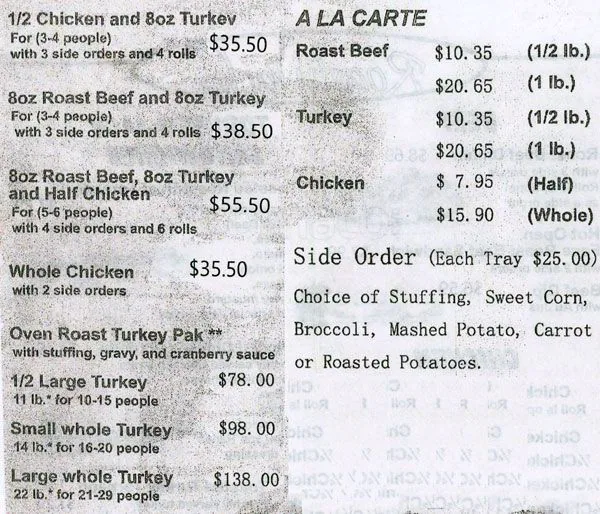 1/2 Chicken and 8oz Turkey
For (3-4 people)
with 3 side orders and 4 rolls $35.50
8oz Roast Beef and 8oz Turkey
For (3-4 people)
with 3 side orders and 4 rolls $38.50
8oz Roast Beef, 8oz Turkey
and Half Chicken
For (5-6 people) $55.50
with 4 side orders and 6 rolls
Whole Chicken $35.50
with 2 side orders
Oven Roast Turkey Pak **
with stuffing, gravy, and cranberry sauce
1/2 Large Turkey $78.00
11 lb.* for 10-15 people
Small whole Turkey $98.00
14 lb.* for 16-20 people
Large whole Turkey $138.00
22 lb.* for 21-29 people
A LA CARTE
Roast Beef $10.35 (1/2 lb.)
$20.65 (1 lb.)
Turkey $10.35 (1/2 lb.)
$20.65 (1 lb.)
Chicken $ 7.95 (Half)
$15.90 (Whole)
Side Order (Each Tray $25.00)
Choice of Stuffing, Sweet Corn,
Broccoli, Mashed Potato, Carrot
or Roasted Potatoes.